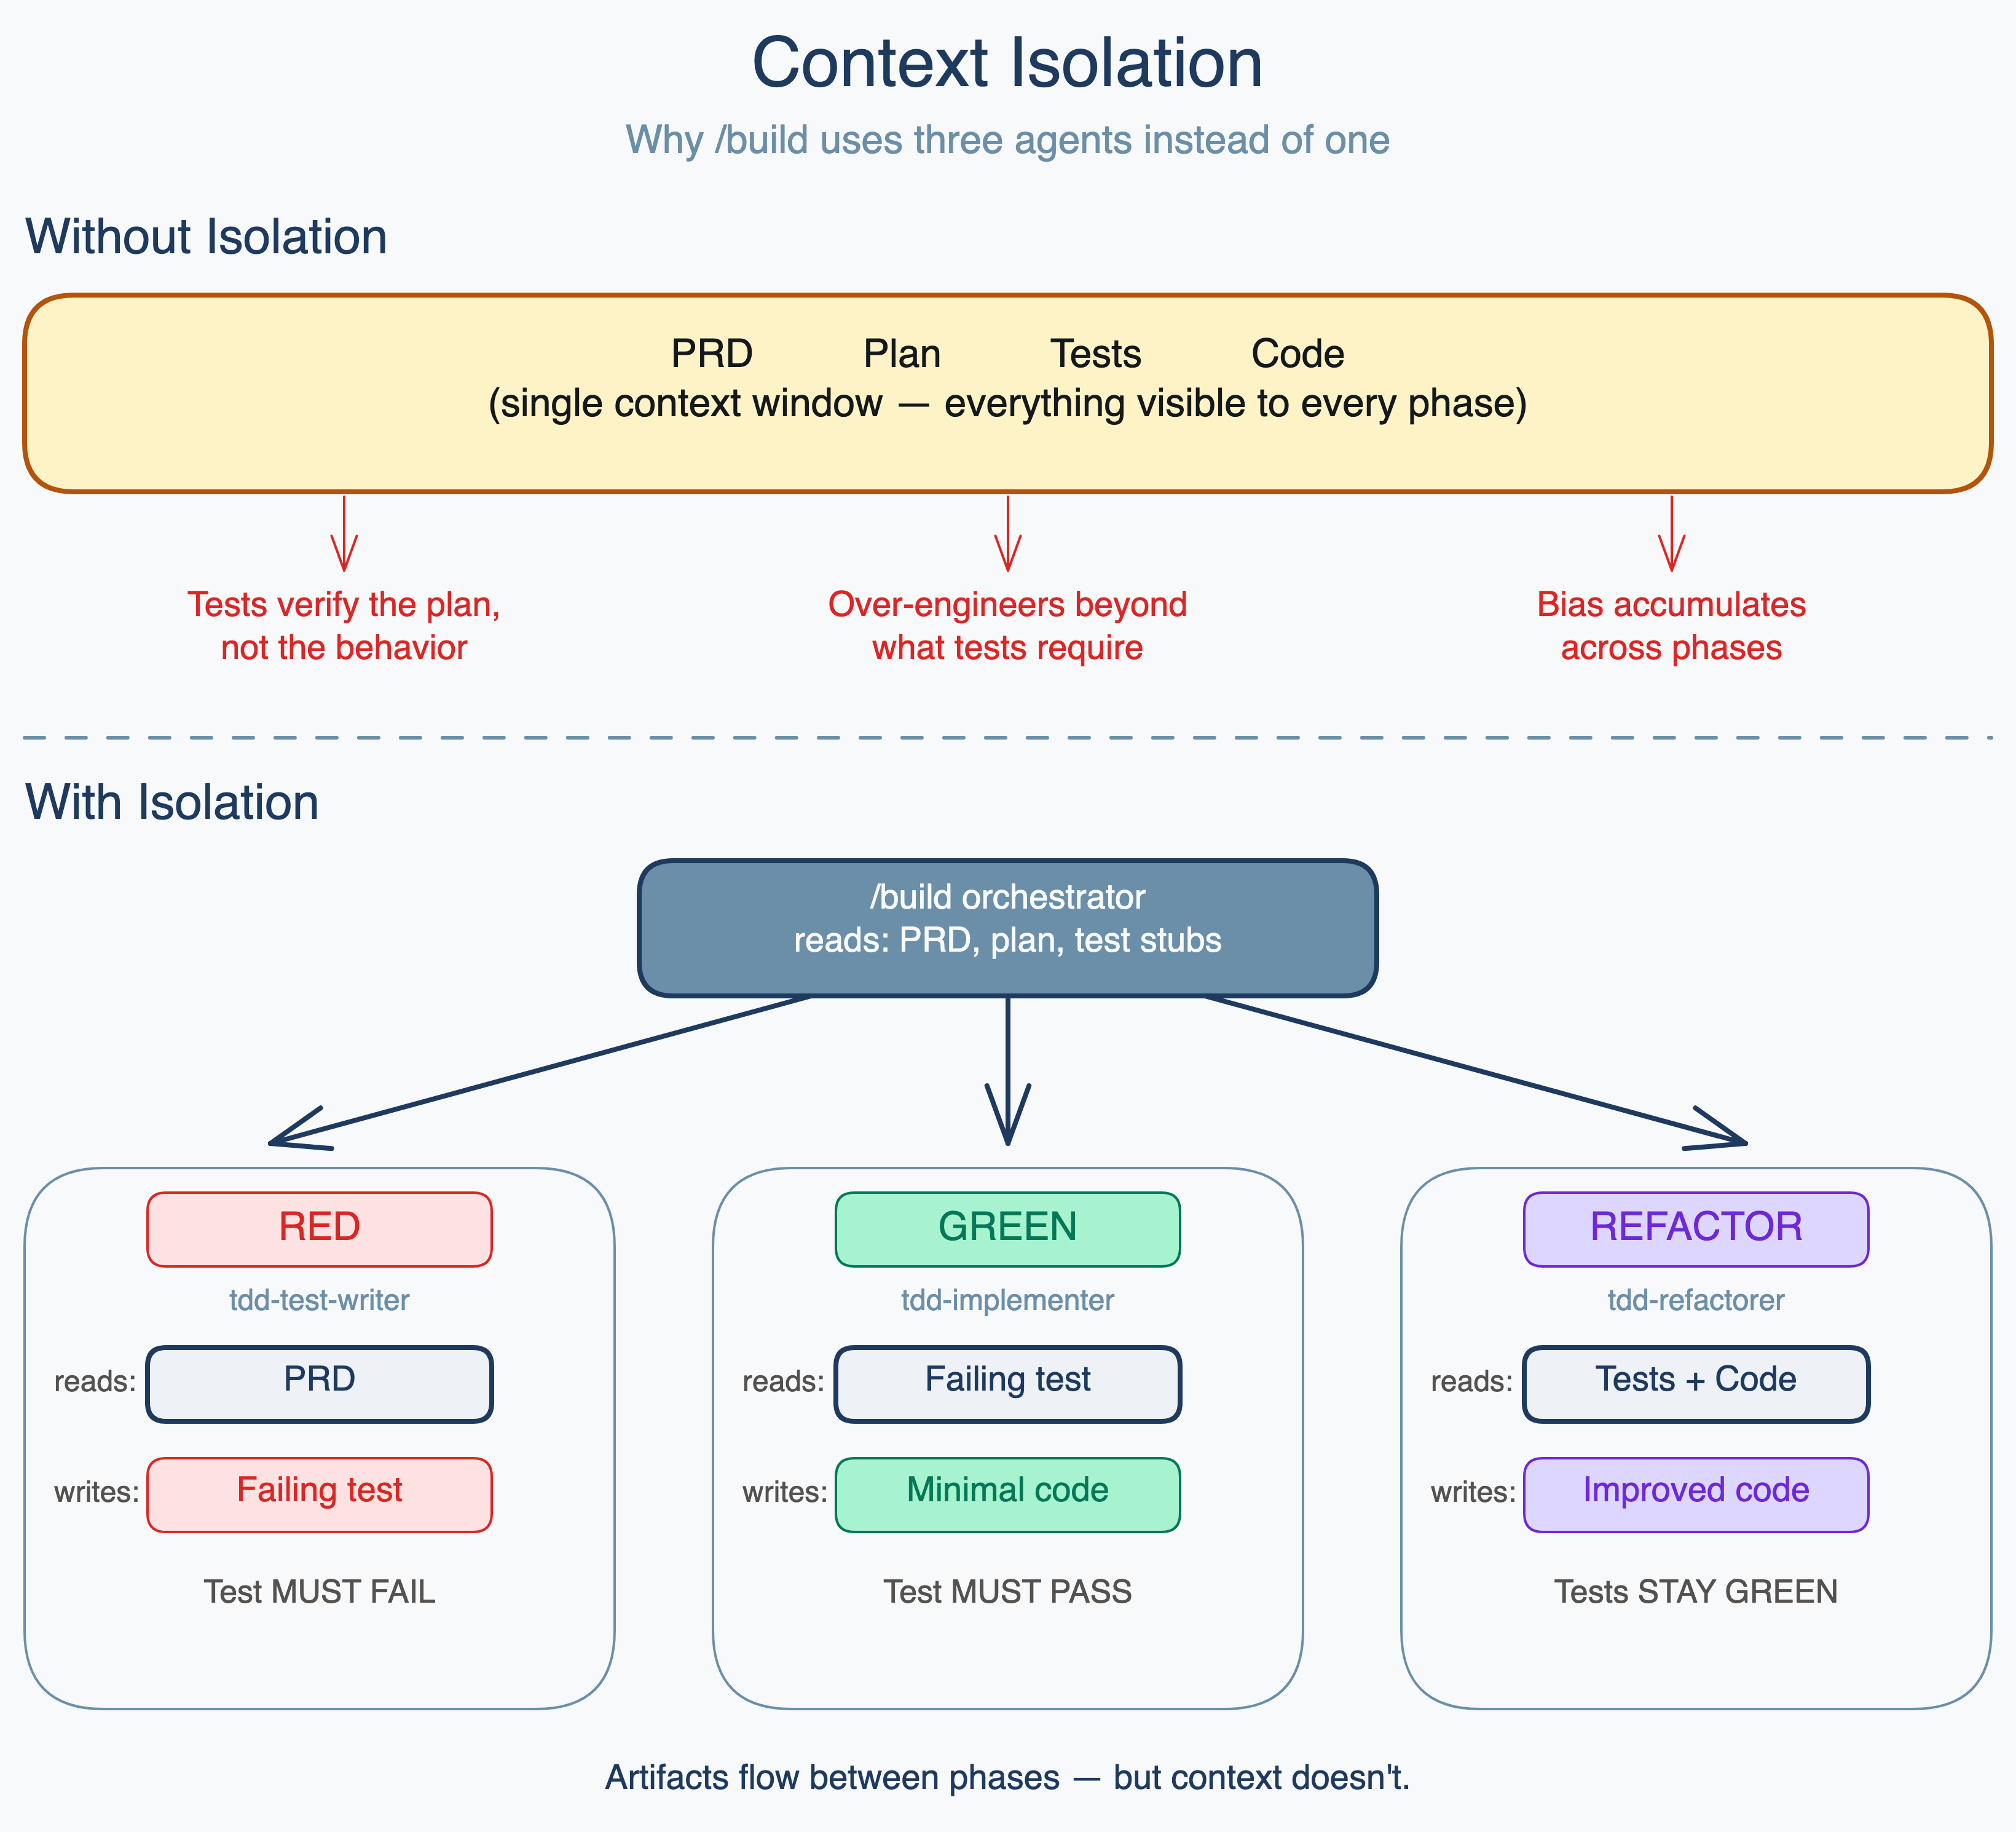 Context Isolation
Why /build uses three agents instead of one
Without Isolation
PRD Plan Tests Code
(single context window — everything visible to every phase)
Tests verify the plan,
not the behavior
Over-engineers beyond
what tests require
Bias accumulates
across phases
With Isolation
/build orchestrator
reads: PRD, plan, test stubs
RED
tdd-test-writer
reads: PRD
writes: Failing test
Test MUST FAIL
GREEN
tdd-implementer
reads: Failing test
writes: Minimal code
Test MUST PASS
REFACTOR
tdd-refactorer
reads: Tests + Code
writes: Improved code
Tests STAY GREEN
Artifacts flow between phases — but context doesn't.